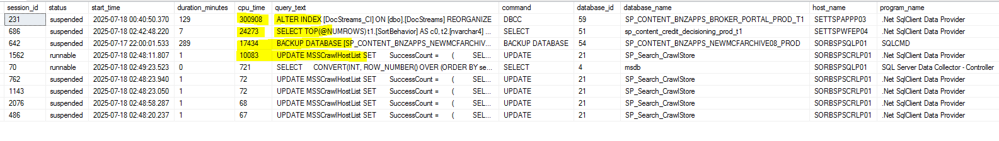 session_id status start_time duration_minutes cpu_time query_text command database_id database_name host_name program_name
231 suspended 2025-07-18 00:40:50.370 129 300908 ALTER INDEX [DocStreams_CI] ON [dbo].[DocStreams] REORGANIZE DBCC 59 SP_CONTENT_BNZAPPS_BROKER_PORTAL_PROD_T1 SETTSPAPPP03 .Net SqlClient Data Provider
686 suspended 2025-07-18 02:42:48.220 7 24273 SELECT TOP(@NUMROWS) t1.[SortBehavior] AS c0, t2.[nvarchar4] ... SELECT 51 sp_content_credit_decisioning_prod_t1 SETTSPWFEP04 .Net SqlClient Data Provider
642 suspended 2025-07-17 22:00:01.533 289 17434 BACKUP DATABASE [SP_CONTENT_BNZAPPS_NEWMCFARCHIV... BACKUP DATABASE 54 SP_CONTENT_BNZAPPS_NEWMCFARCHIVE08_PROD SORBSPSQLP01 SQLCMD
1562 runnable 2025-07-18 02:48:11.807 1 10083 UPDATE MSSCrawlHostList SET SuccessCount = ( SEL... UPDATE 21 SP_Search_CrawlStore SORBSPSCRLP01 .Net SqlClient Data Provider
70 runnable 2025-07-18 02:49:23.523 0 721 SELECT CONVERT(INT, ROW_NUMBER() OVER (ORDER BY se... SELECT 4 msdb SORBSPSQLP01 SQL Server Data Collector - Controller
762 suspended 2025-07-18 02:48:23.940 1 72 UPDATE MSSCrawlHostList SET SuccessCount = ( SEL... UPDATE 21 SP_Search_CrawlStore SORBSPSCRLP01 .Net SqlClient Data Provider
1143 suspended 2025-07-18 02:48:23.050 1 72 UPDATE MSSCrawlHostList SET SuccessCount = ( SEL... UPDATE 21 SP_Search_CrawlStore SORBSPSCRLP01 .Net SqlClient Data Provider
2076 suspended 2025-07-18 02:48:58.287 1 68 UPDATE MSSCrawlHostList SET SuccessCount = ( SEL... UPDATE 21 SP_Search_CrawlStore SORBSPSCRLP01 .Net SqlClient Data Provider
486 suspended 2025-07-18 02:48:20.237 1 67 UPDATE MSSCrawlHostList SET SuccessCount = ( SEL... UPDATE 21 SP_Search_CrawlStore SORBSPSCRLP01 .Net SqlClient Data Provider